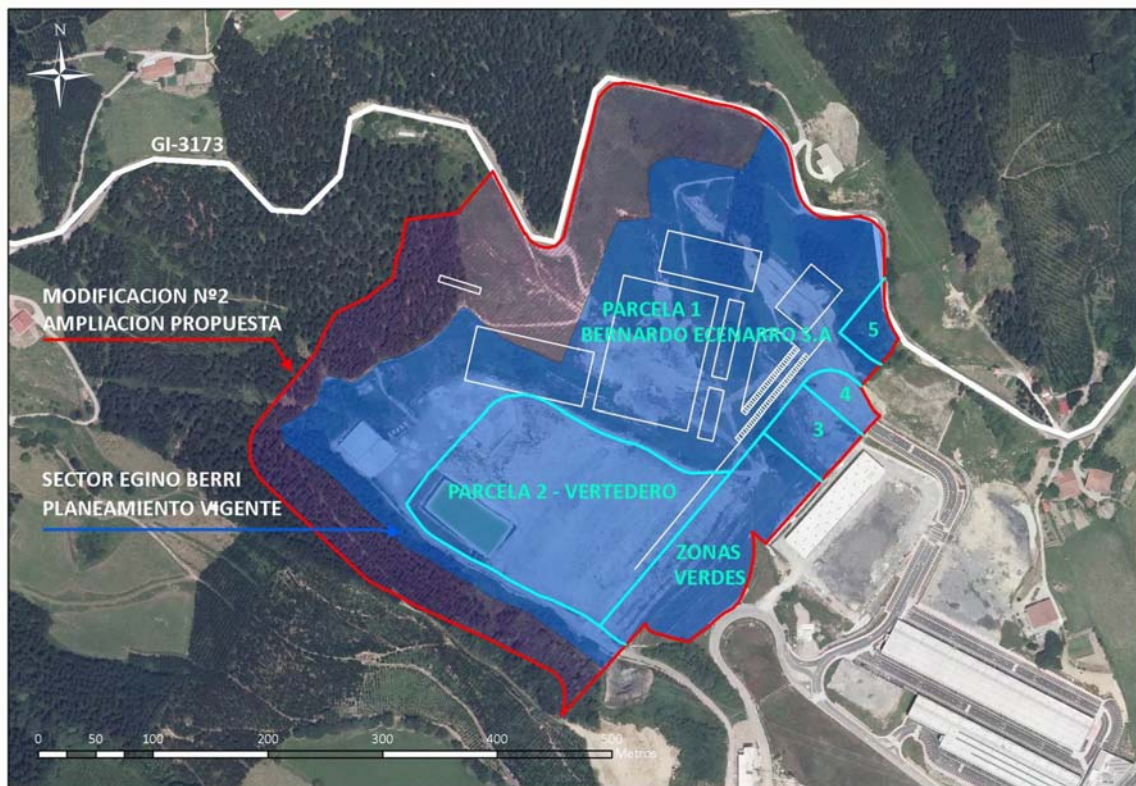 N
GI-3173
MODIFICACION Nº2
AMPLIACION PROPUESTA
PARCELA 1
BERNARDO ECENARRO S.A
5
4
3
SECTOR EGINO BERRI
PLANEAMIENTO VIGENTE
PARCELA 2 - VERTEDERO
ZONAS
VERDES
0 50 100 200 300 400 500
Metros